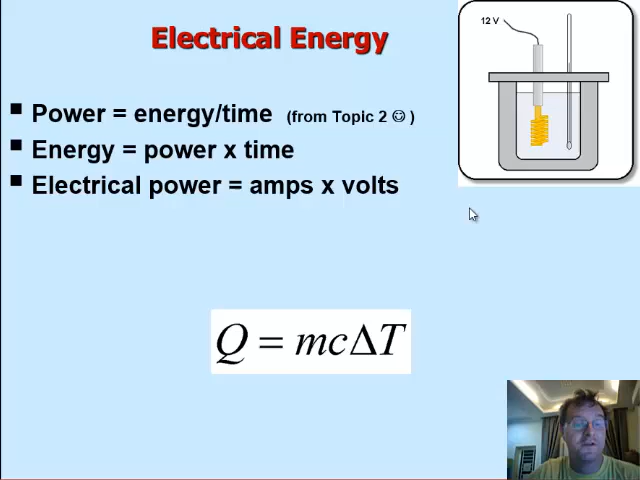 Electrical Energy
12 V
▪ Power = energy/time (from Topic 2 ☺ )
▪ Energy = power x time
▪ Electrical power = amps x volts
Q = mcΔT